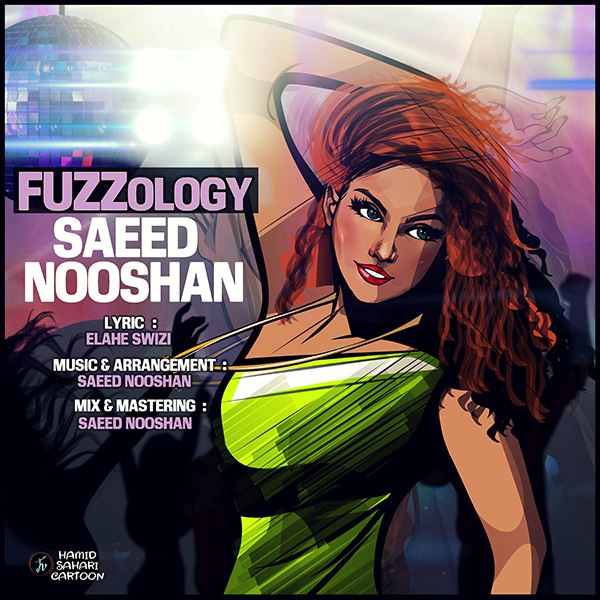 FUZZOLOGY
SAEED
NOOSHAN
LYRIC :
ELAHE SWIZI
MUSIC & ARRANGEMENT :
SAEED NOOSHAN
MIX & MASTERING :
SAEED NOOSHAN
HAMID
SAHARI
CARTOON